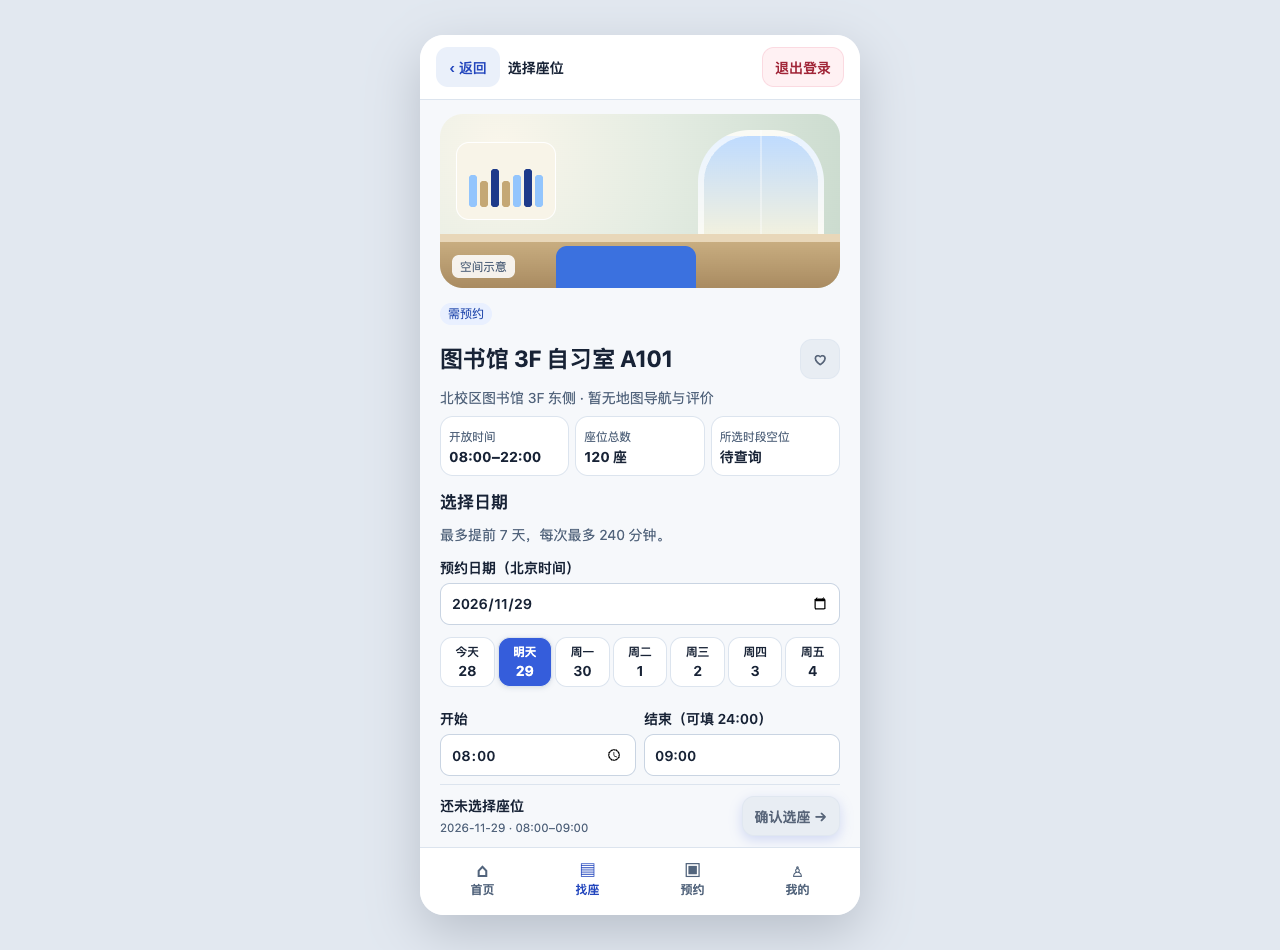 ‹ 返回 选择座位 退出登录
空间示意
需预约
图书馆 3F 自习室 A101
北校区图书馆 3F 东侧 · 暂无地图导航与评价
开放时间 座位总数 所选时段空位
08:00–22:00 120 座 待查询
选择日期
最多提前 7 天，每次最多 240 分钟。
预约日期（北京时间）
2026/11/29
今天 明天 周一 周二 周三 周四 周五
28 29 30 1 2 3 4
开始 结束（可填 24:00）
08:00 09:00
还未选择座位
2026-11-29 · 08:00–09:00
确认选座 →
首页 找座 预约 我的